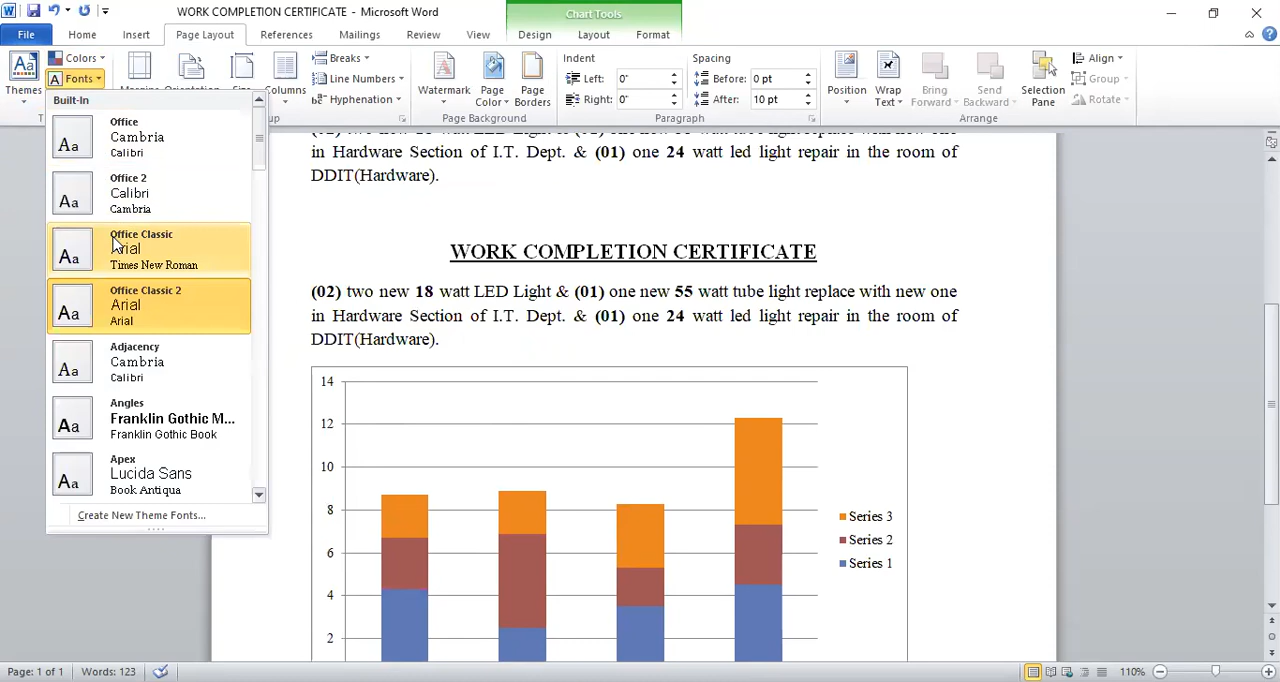 WORK COMPLETION CERTIFICATE - Microsoft Word
Chart Tools
File Home Insert Page Layout References Mailings Review View Design Layout Format
Themes
Colors
Fonts
Columns
Breaks
Line Numbers
Hyphenation
Watermark
Page Color
Page Borders
Page Background
Indent
Left: 0"
Right: 0"
Spacing
Before: 0 pt
After: 10 pt
Paragraph
Position
Wrap Text
Bring Forward
Send Backward
Selection Pane
Align
Group
Rotate
Arrange
Built-In
Office
Cambria
Calibri
Office 2
Calibri
Cambria
Office Classic
Arial
Times New Roman
Office Classic 2
Arial
Arial
Adjacency
Cambria
Calibri
Angles
Franklin Gothic M...
Franklin Gothic Book
Apex
Lucida Sans
Book Antiqua
Create New Theme Fonts...
in Hardware Section of I.T. Dept. & (01) one 24 watt led light repair in the room of
DDIT(Hardware).
WORK COMPLETION CERTIFICATE
(02) two new 18 watt LED Light & (01) one new 55 watt tube light replace with new one
in Hardware Section of I.T. Dept. & (01) one 24 watt led light repair in the room of
DDIT(Hardware).
14
12
10
8
6
4
2
Series 3
Series 2
Series 1
Page: 1 of 1 Words: 123 110%